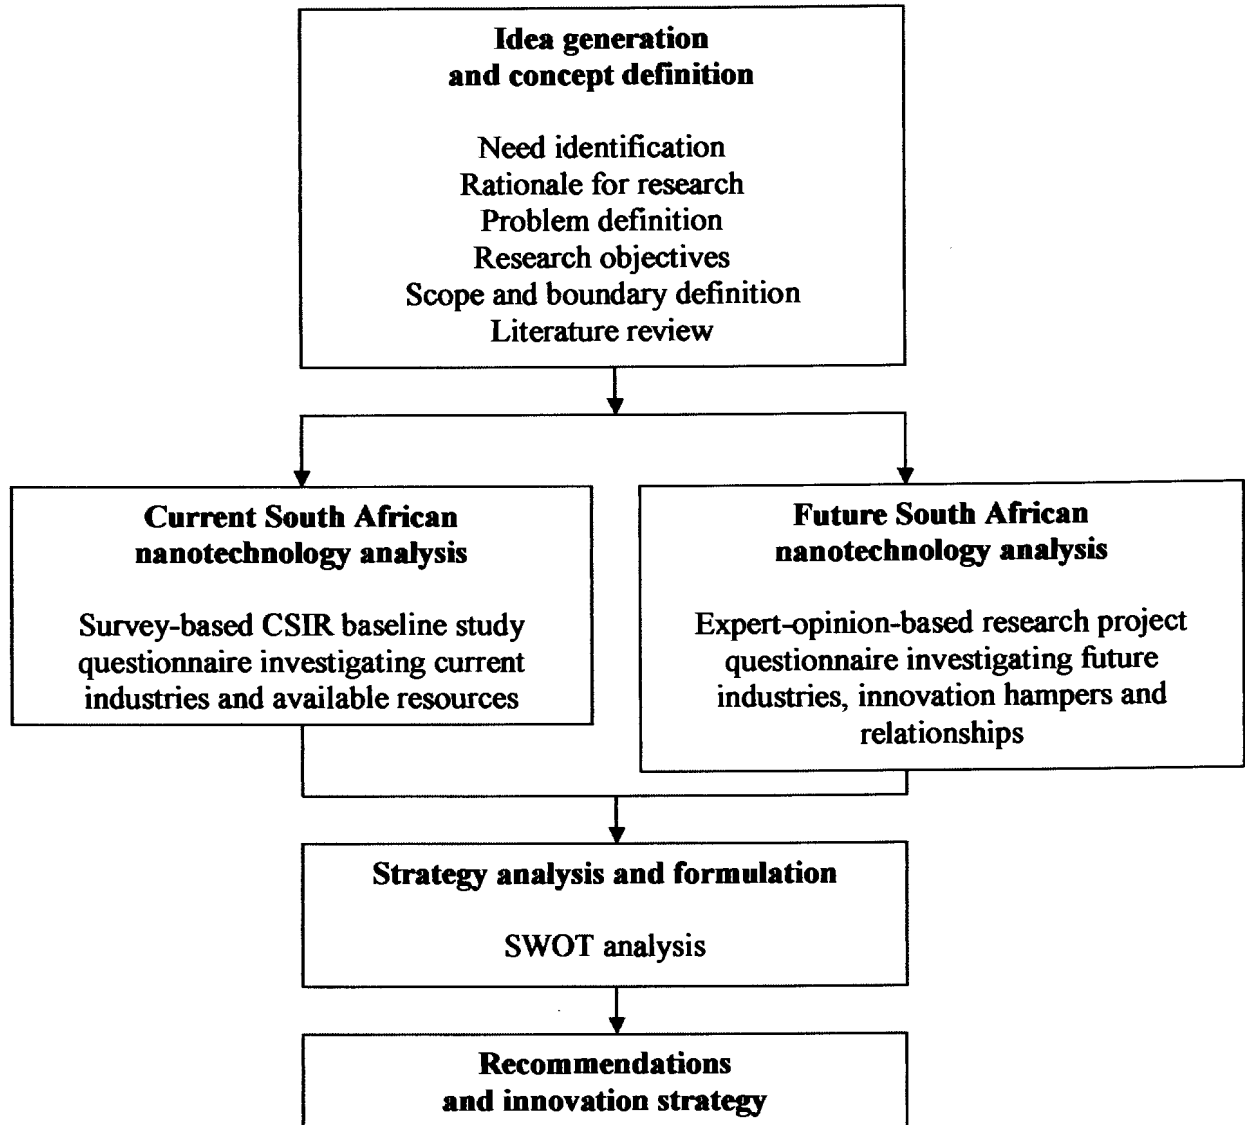 Idea generation
and concept definition
Need identification
Rationale for research
Problem definition
Research objectives
Scope and boundary definition
Literature review
Current South African
nanotechnology analysis
Survey-based CSIR baseline study
questionnaire investigating current
industries and available resources
Future South African
nanotechnology analysis
Expert-opinion-based research project
questionnaire investigating future
industries, innovation hampers and
relationships
Strategy analysis and formulation
SWOT analysis
Recommendations
and innovation strategy